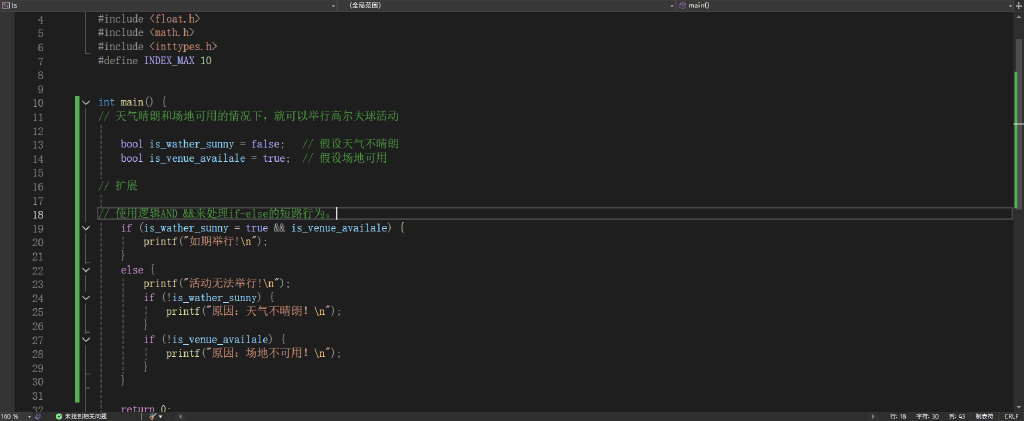 ls (全局范围) main()
4 #include <float.h>
5 #include <math.h>
6 #include <inttypes.h>
7 #define INDEX_MAX 10
8
9
10 int main() {
11 // 天气晴朗和场地可用的情况下，就可以举行高尔夫球活动
12
13 bool is_wather_sunny = false; // 假设天气不晴朗
14 bool is_venue_availale = true; // 假设场地可用
15
16 // 扩展
17
18 // 使用逻辑AND &&来处理if-else的短路行为。
19 if (is_wather_sunny = true && is_venue_availale) {
20 printf("如期举行!\n");
21 }
22 else {
23 printf("活动无法举行!\n");
24 if (!is_wather_sunny) {
25 printf("原因：天气不晴朗！\n");
26 }
27 if (!is_venue_availale) {
28 printf("原因：场地不可用！\n");
29 }
30 }
31
32 return 0;
160 % 未找到相关问题 行: 18 字符: 30 列: 43 制表符 CRLF